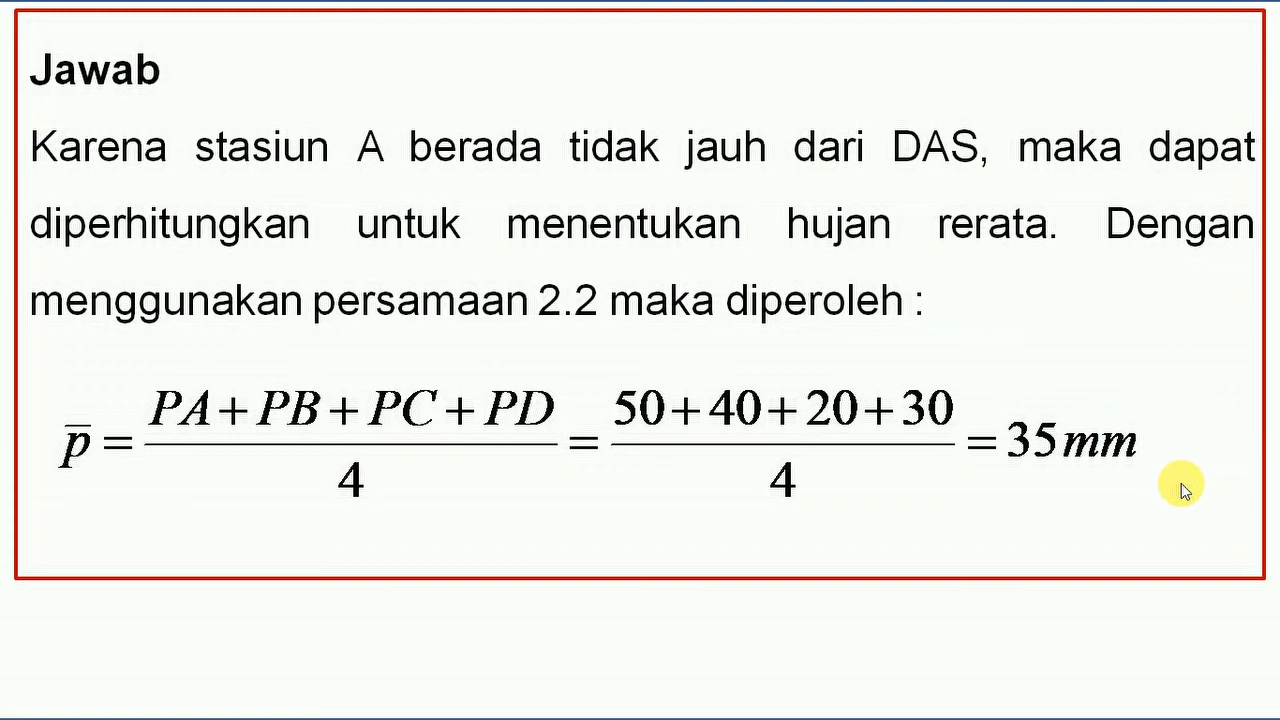 Jawab
Karena stasiun A berada tidak jauh dari DAS, maka dapat
diperhitungkan untuk menentukan hujan rerata. Dengan
menggunakan persamaan 2.2 maka diperoleh :
p̅ = (PA + PB + PC + PD) / 4 = (50 + 40 + 20 + 30) / 4 = 35 mm